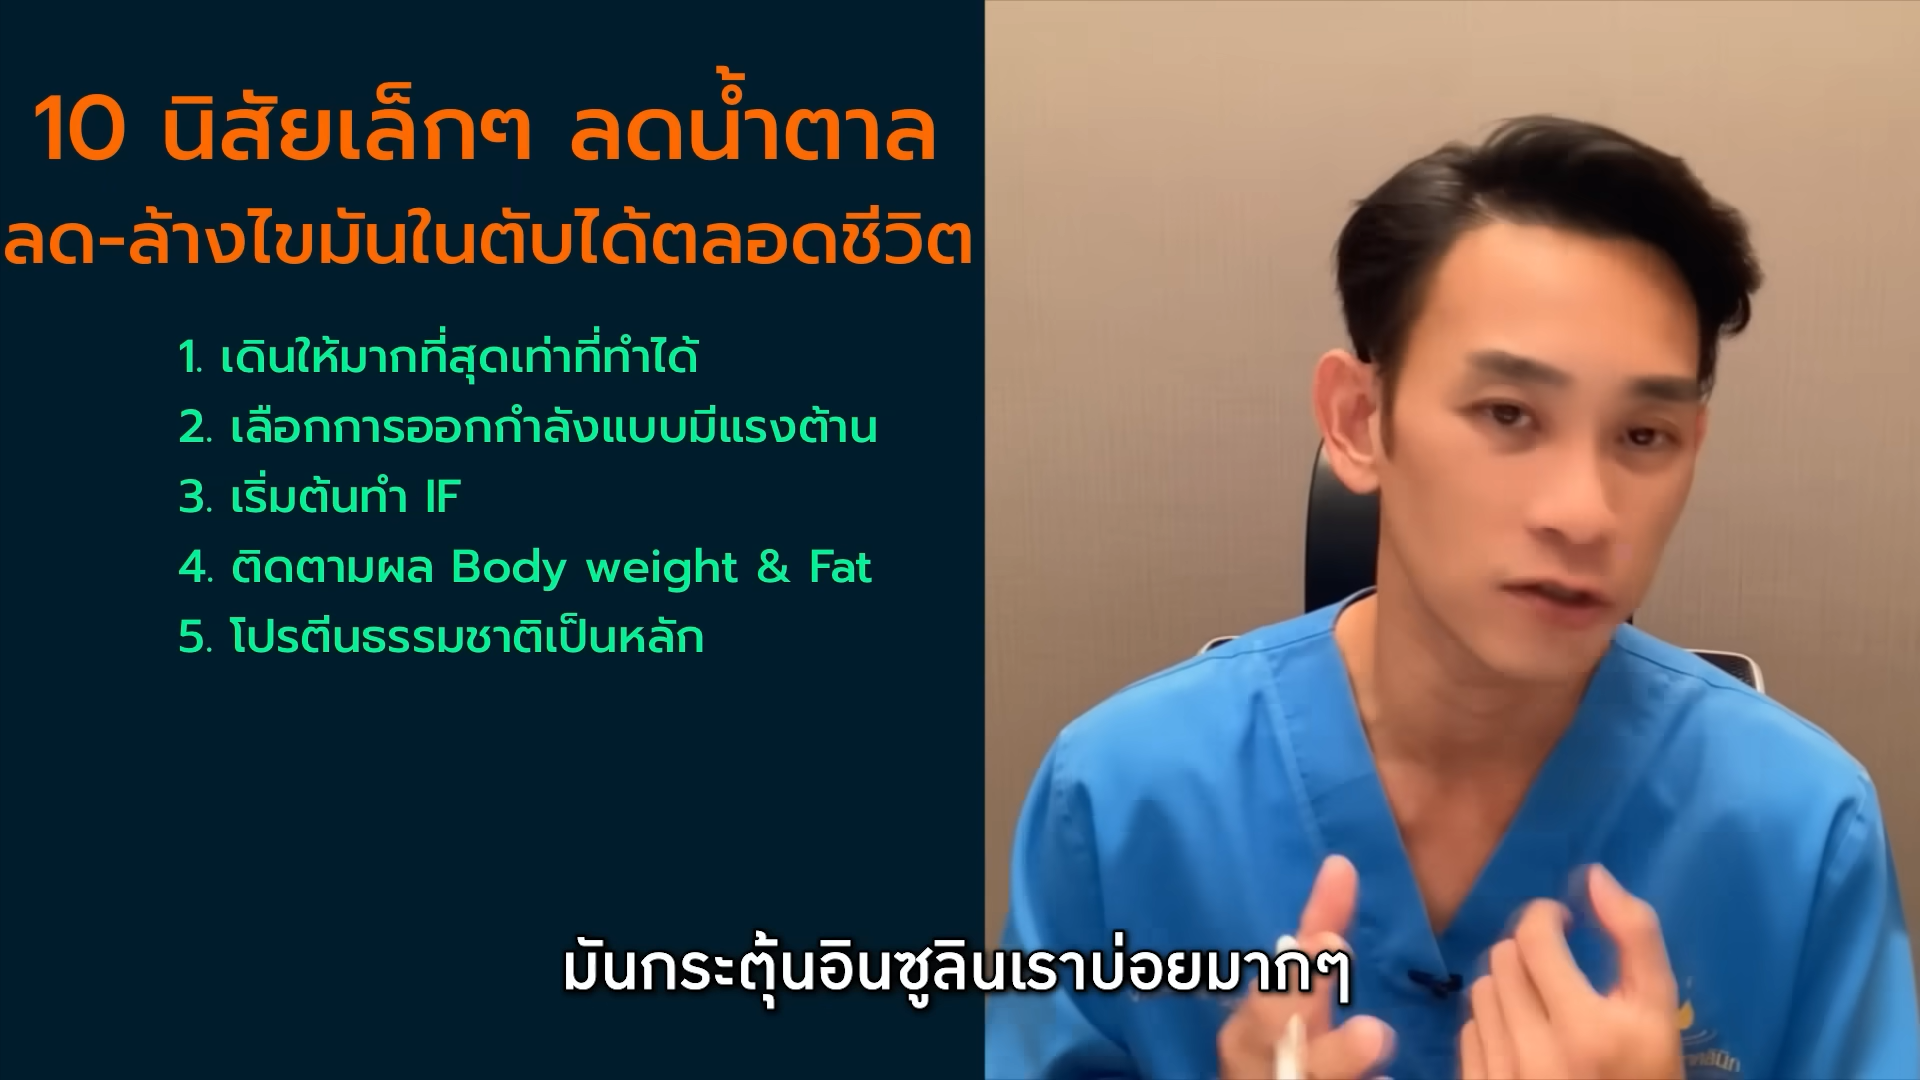 10 นิสัยเล็กๆ ลดน้ำตาล
ลด-ล้างไขมันในตับได้ตลอดชีวิต
1. เดินให้มากที่สุดเท่าที่ทำได้
2. เลือกการออกกำลังแบบมีแรงต้าน
3. เริ่มต้นทำ IF
4. ติดตามผล Body weight & Fat
5. โปรตีนธรรมชาติเป็นหลัก
มันกระตุ้นอินซูลินเราบ่อยมากๆ